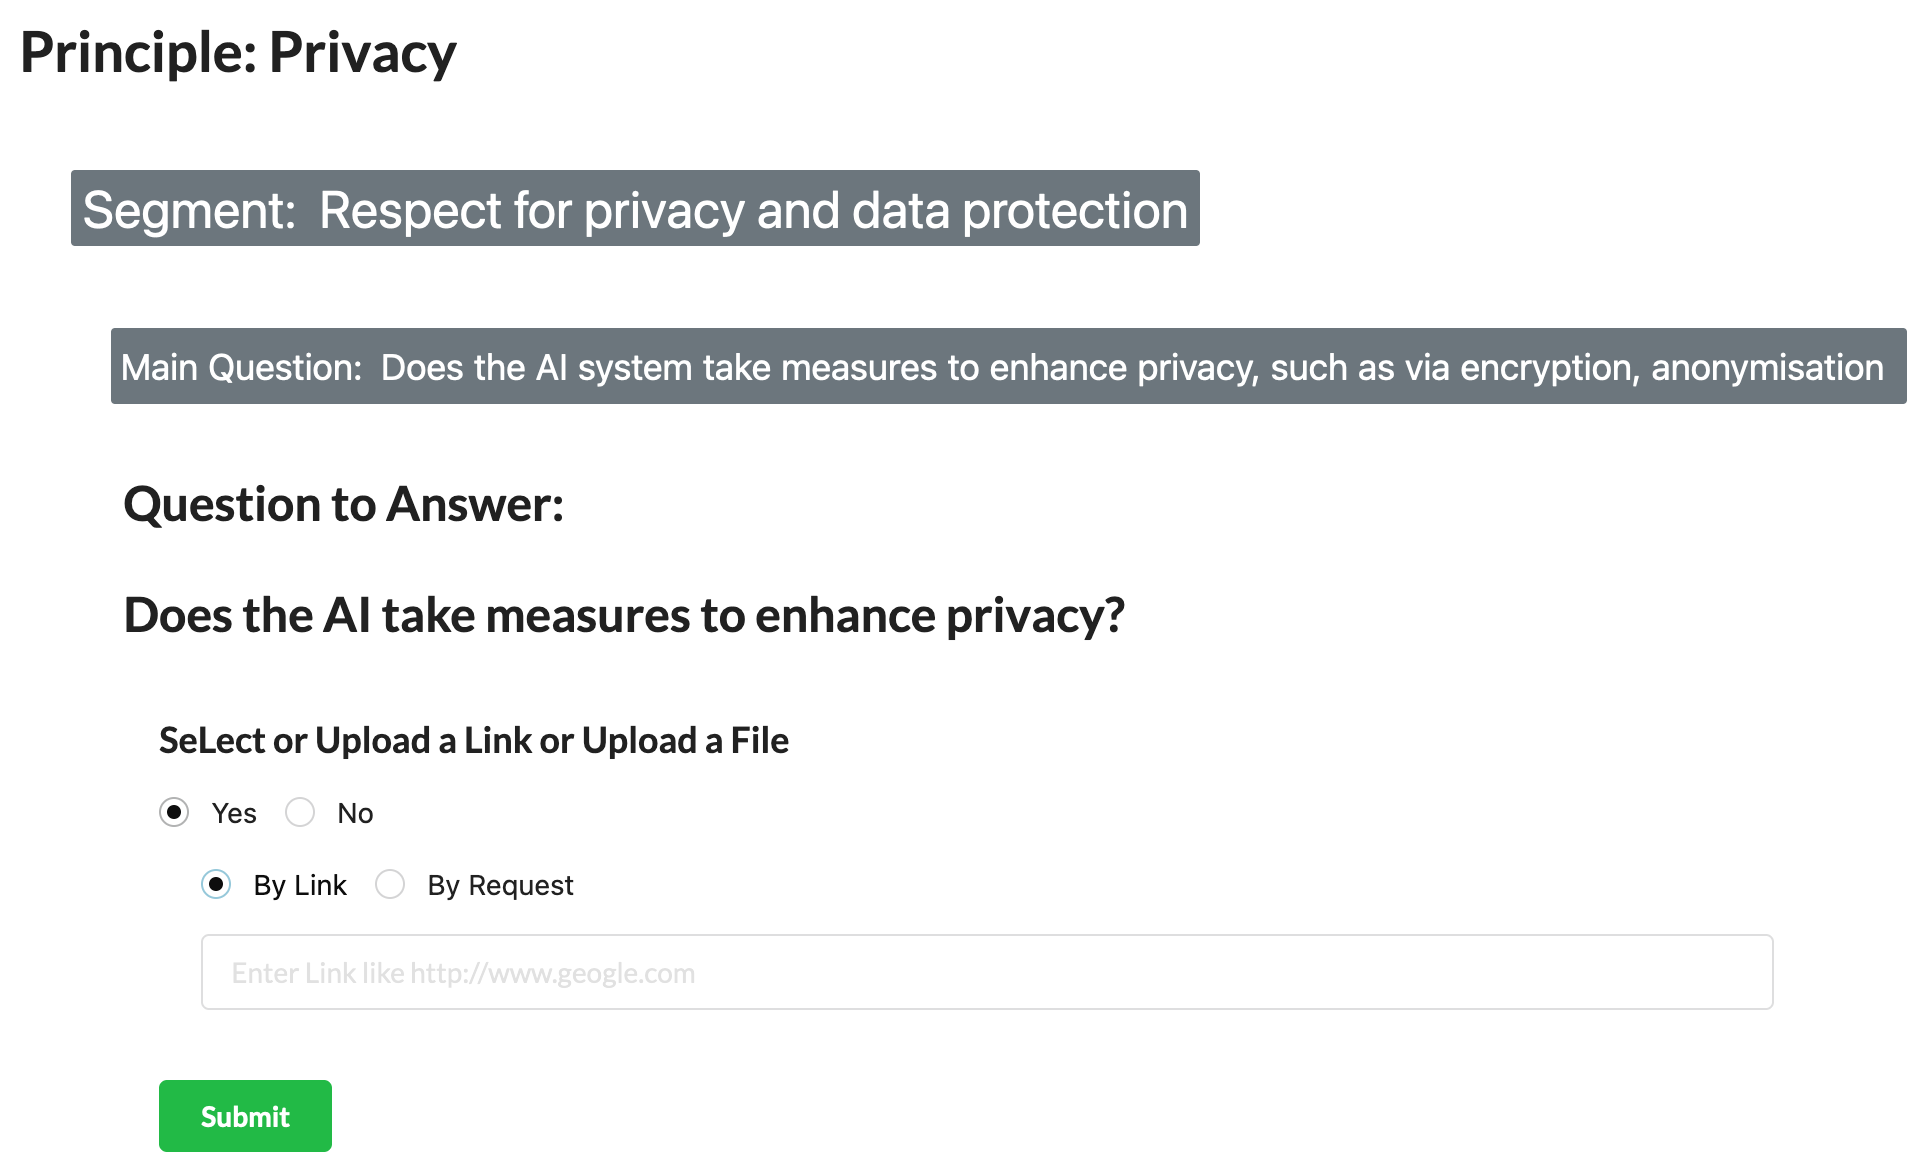 Principle: Privacy
Segment: Respect for privacy and data protection
Main Question: Does the AI system take measures to enhance privacy, such as via encryption, anonymisation
Question to Answer:
Does the AI take measures to enhance privacy?
SeLect or Upload a Link or Upload a File
Yes No
By Link By Request
Enter Link like http://www.geogle.com
Submit